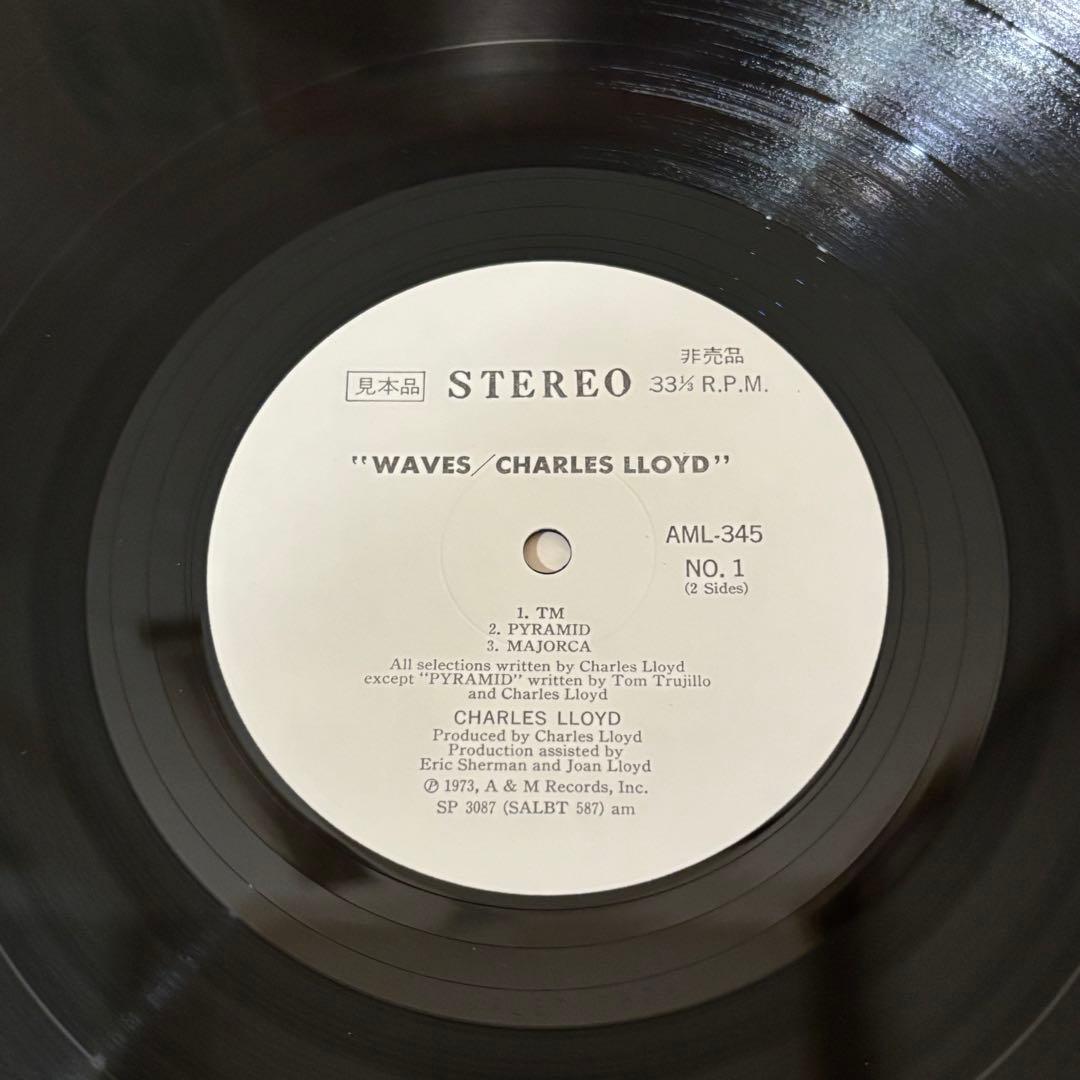 非売品
見本品 STEREO 33⅓ R.P.M.
"WAVES/CHARLES LLOYD"
AML-345
NO. 1
(2 Sides)
1. TM
2. PYRAMID
3. MAJORCA
All selections written by Charles Lloyd
except "PYRAMID" written by Tom Trujillo
and Charles Lloyd
CHARLES LLOYD
Produced by Charles Lloyd
Production assisted by
Eric Sherman and Joan Lloyd
℗ 1973, A & M Records, Inc.
SP 3087 (SALBT 587) am